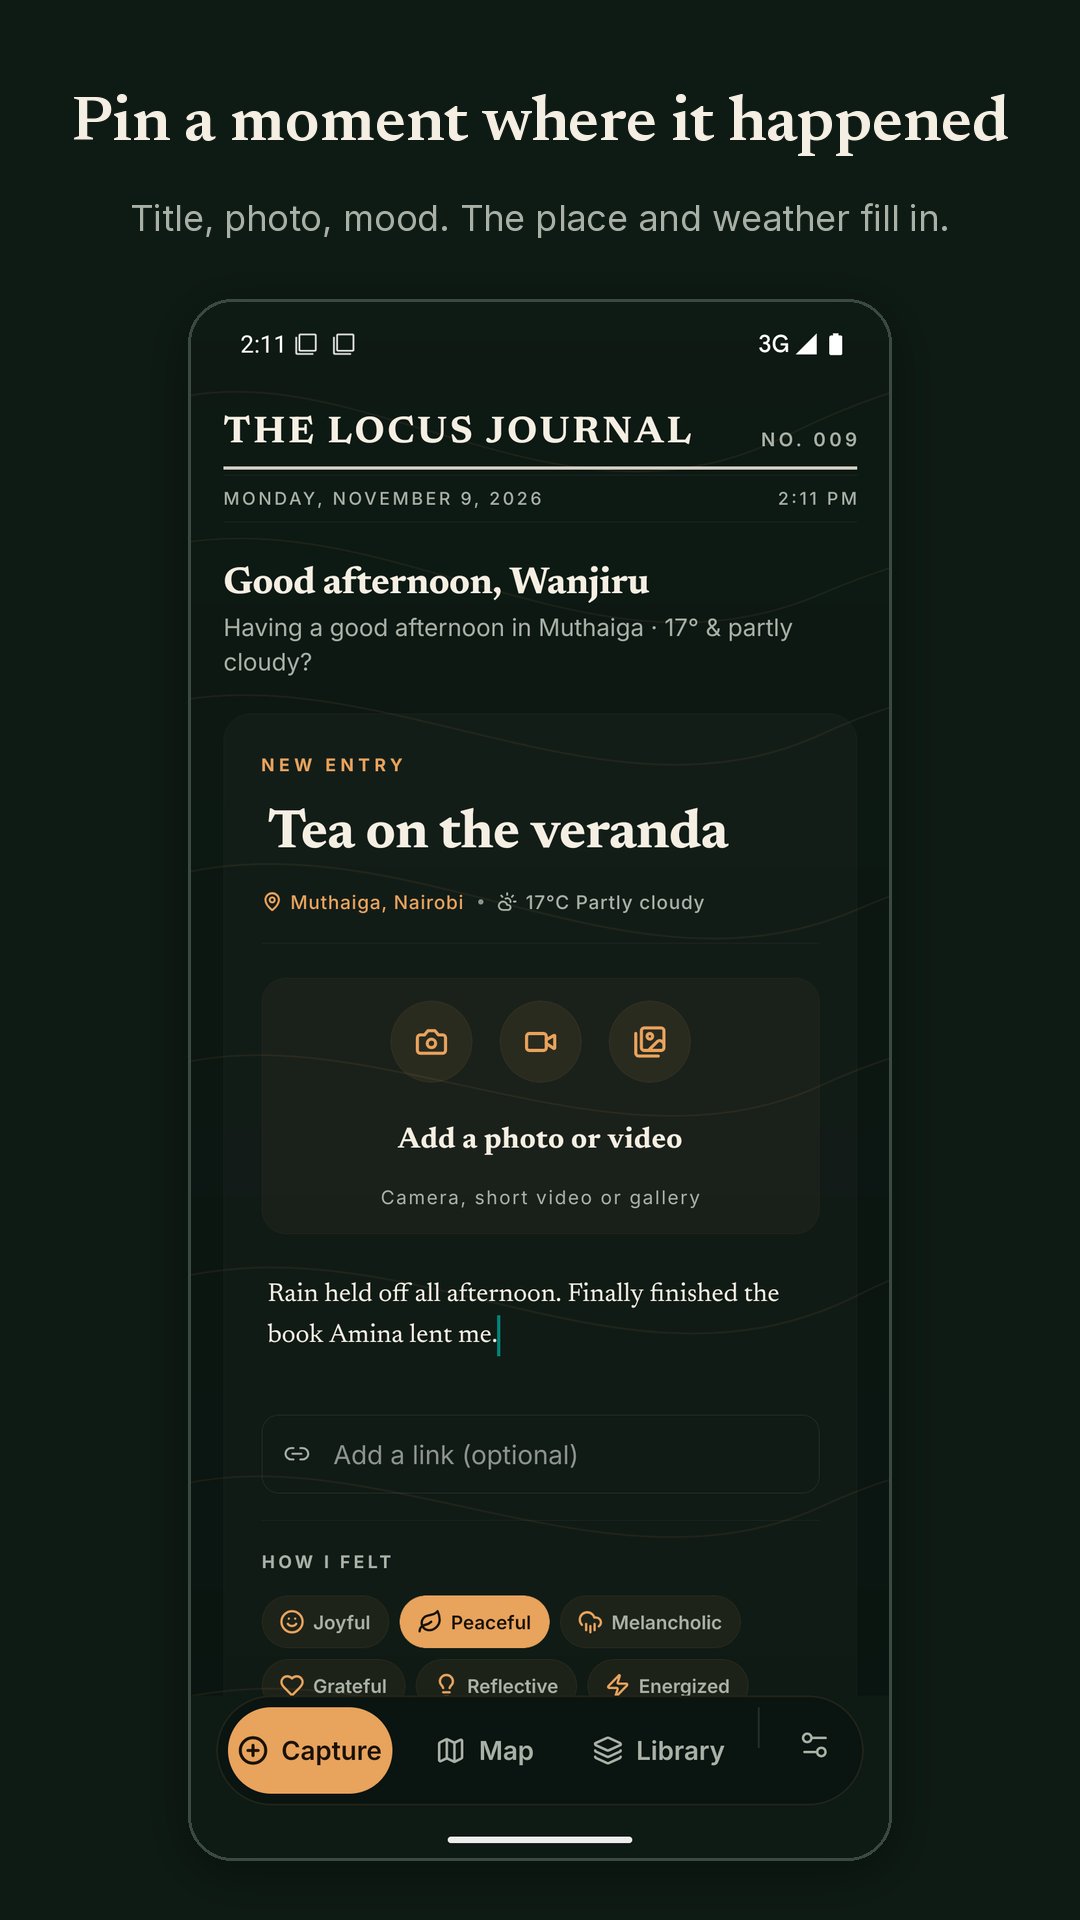 Pin a moment where it happened
Title, photo, mood. The place and weather fill in.
2:11
3G
THE LOCUS JOURNAL
NO. 009
MONDAY, NOVEMBER 9, 2026
2:11 PM
Good afternoon, Wanjiru
Having a good afternoon in Muthaiga · 17° & partly
cloudy?
NEW ENTRY
Tea on the veranda
Muthaiga, Nairobi • 17°C Partly cloudy
Add a photo or video
Camera, short video or gallery
Rain held off all afternoon. Finally finished the
book Amina lent me.
Add a link (optional)
HOW I FELT
Joyful
Peaceful
Melancholic
Grateful
Reflective
Energized
Capture
Map
Library